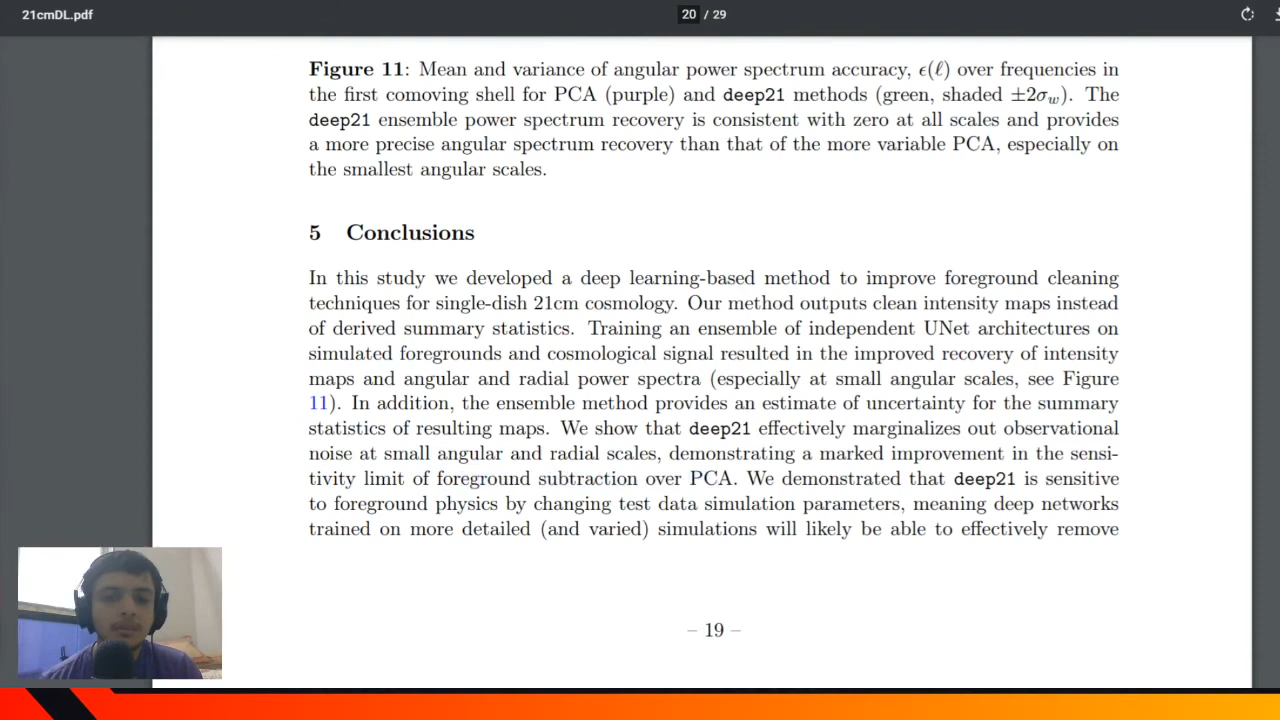 21cmDL.pdf
20 / 29
Figure 11: Mean and variance of angular power spectrum accuracy, ϵ(ℓ) over frequencies in
the first comoving shell for PCA (purple) and deep21 methods (green, shaded ±2σ_w). The
deep21 ensemble power spectrum recovery is consistent with zero at all scales and provides
a more precise angular spectrum recovery than that of the more variable PCA, especially on
the smallest angular scales.
5 Conclusions
In this study we developed a deep learning-based method to improve foreground cleaning
techniques for single-dish 21cm cosmology. Our method outputs clean intensity maps instead
of derived summary statistics. Training an ensemble of independent UNet architectures on
simulated foregrounds and cosmological signal resulted in the improved recovery of intensity
maps and angular and radial power spectra (especially at small angular scales, see Figure
11). In addition, the ensemble method provides an estimate of uncertainty for the summary
statistics of resulting maps. We show that deep21 effectively marginalizes out observational
noise at small angular and radial scales, demonstrating a marked improvement in the sensi-
tivity limit of foreground subtraction over PCA. We demonstrated that deep21 is sensitive
to foreground physics by changing test data simulation parameters, meaning deep networks
trained on more detailed (and varied) simulations will likely be able to effectively remove
– 19 –